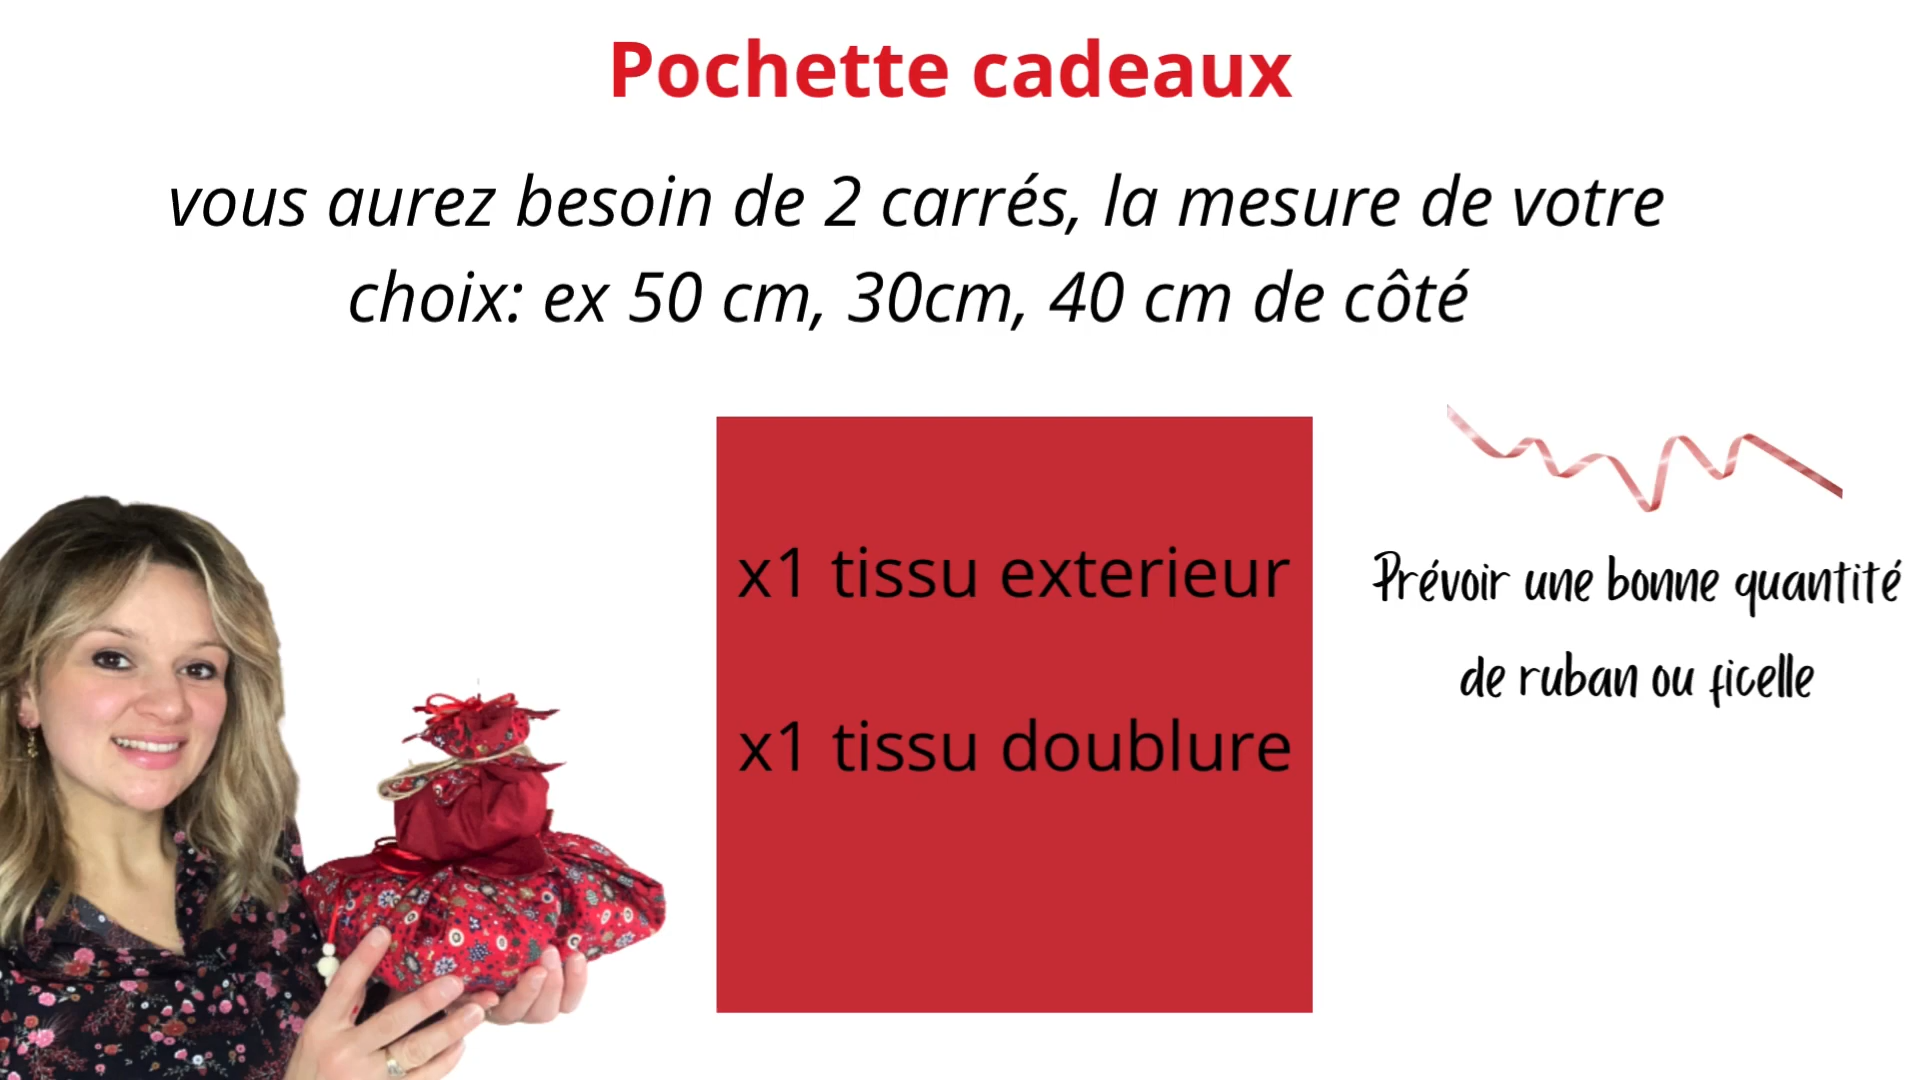 Pochette cadeaux
vous aurez besoin de 2 carrés, la mesure de votre
choix: ex 50 cm, 30cm, 40 cm de côté
x1 tissu exterieur
x1 tissu doublure
Prévoir une bonne quantité
de ruban ou ficelle